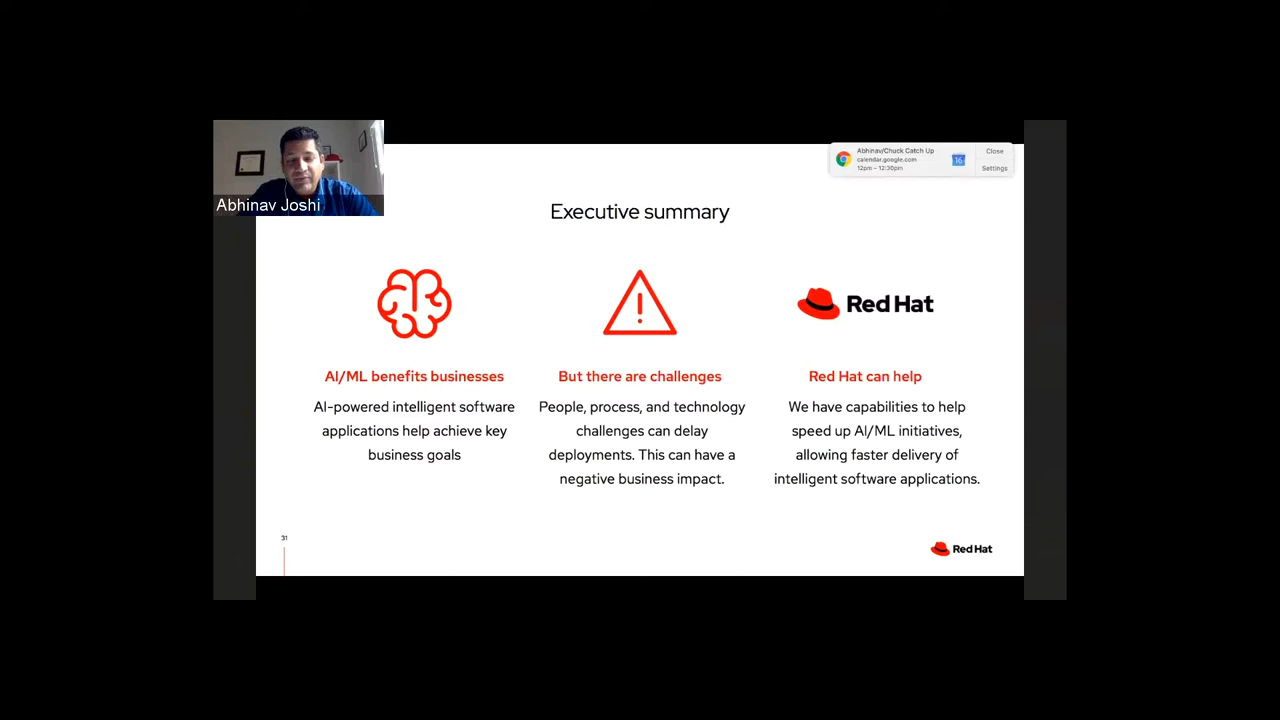 Abhinav Joshi
Abhinav/Chuck Catch Up
calendar.google.com
12pm – 12:30pm
16
Close
Settings
Executive summary
Red Hat
AI/ML benefits businesses
AI-powered intelligent software
applications help achieve key
business goals
But there are challenges
People, process, and technology
challenges can delay
deployments. This can have a
negative business impact.
Red Hat can help
We have capabilities to help
speed up AI/ML initiatives,
allowing faster delivery of
intelligent software applications.
31
Red Hat